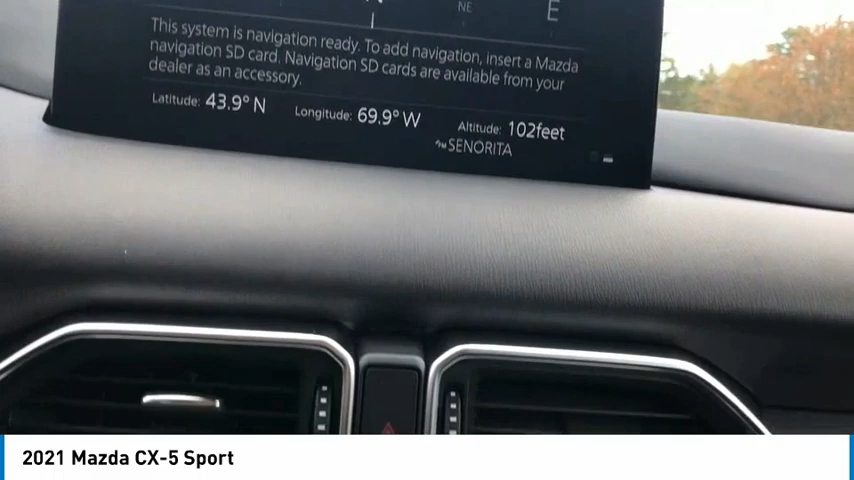 NE
E
This system is navigation ready. To add navigation, insert a Mazda
navigation SD card. Navigation SD cards are available from your
dealer as an accessory.
Latitude: 43.9° N Longitude: 69.9° W Altitude: 102feet
SENORITA
2021 Mazda CX-5 Sport